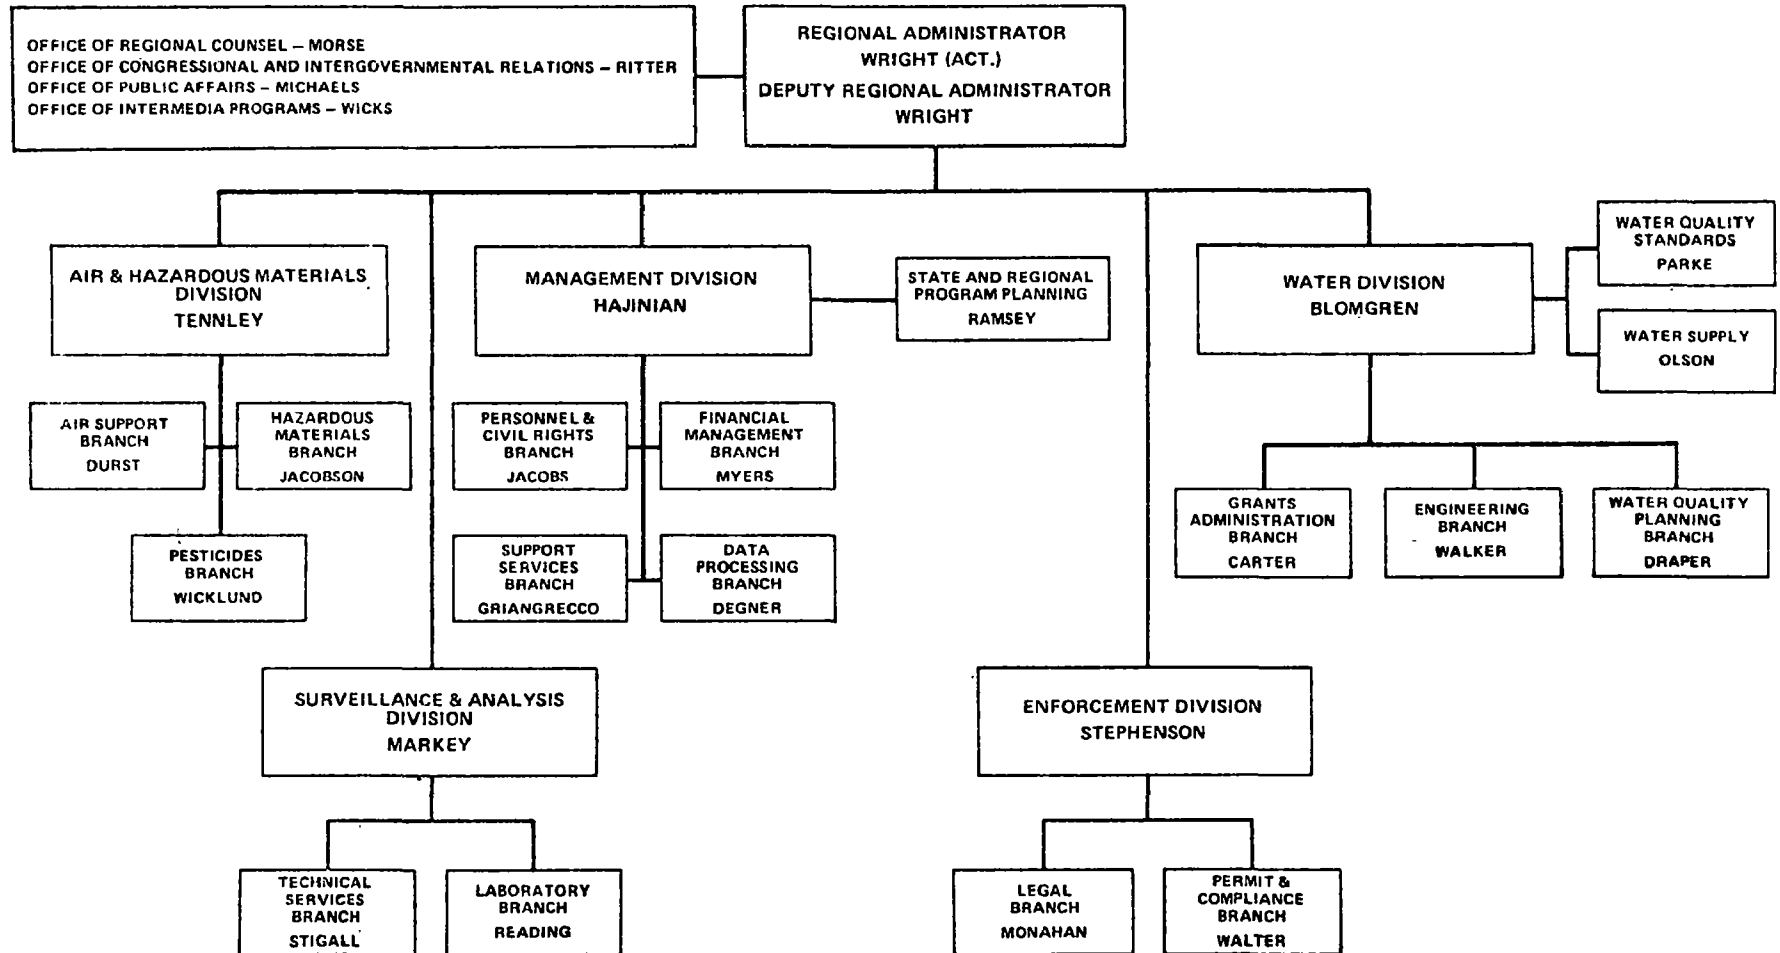 OFFICE OF REGIONAL COUNSEL – MORSE
OFFICE OF CONGRESSIONAL AND INTERGOVERNMENTAL RELATIONS – RITTER
OFFICE OF PUBLIC AFFAIRS – MICHAELS
OFFICE OF INTERMEDIA PROGRAMS – WICKS
REGIONAL ADMINISTRATOR
WRIGHT (ACT.)
DEPUTY REGIONAL ADMINISTRATOR
WRIGHT
AIR & HAZARDOUS MATERIALS
DIVISION
TENNLEY
MANAGEMENT DIVISION
HAJINIAN
STATE AND REGIONAL
PROGRAM PLANNING
RAMSEY
WATER DIVISION
BLOMGREN
WATER QUALITY
STANDARDS
PARKE
WATER SUPPLY
OLSON
AIR SUPPORT
BRANCH
DURST
HAZARDOUS
MATERIALS
BRANCH
JACOBSON
PESTICIDES
BRANCH
WICKLUND
PERSONNEL &
CIVIL RIGHTS
BRANCH
JACOBS
FINANCIAL
MANAGEMENT
BRANCH
MYERS
SUPPORT
SERVICES
BRANCH
GRIANGRECCO
DATA
PROCESSING
BRANCH
DEGNER
GRANTS
ADMINISTRATION
BRANCH
CARTER
ENGINEERING
BRANCH
WALKER
WATER QUALITY
PLANNING
BRANCH
DRAPER
SURVEILLANCE & ANALYSIS
DIVISION
MARKEY
ENFORCEMENT DIVISION
STEPHENSON
TECHNICAL
SERVICES
BRANCH
STIGALL
LABORATORY
BRANCH
READING
LEGAL
BRANCH
MONAHAN
PERMIT &
COMPLIANCE
BRANCH
WALTER